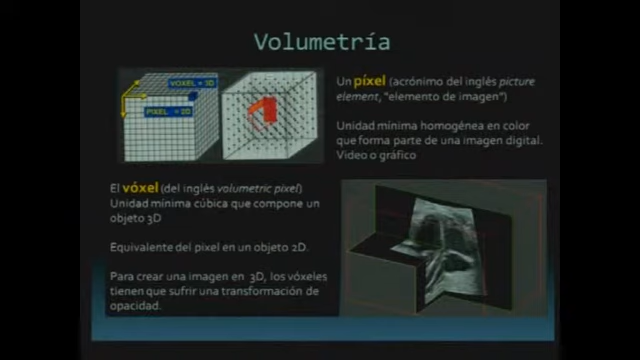 Volumetría
VOXEL = 3D
PIXEL = 2D
Un píxel (acrónimo del inglés picture
element, "elemento de imagen")
Unidad mínima homogénea en color
que forma parte de una imagen digital.
Video o gráfico
El vóxel (del inglés volumetric pixel)
Unidad mínima cúbica que compone un
objeto 3D
Equivalente del pixel en un objeto 2D.
Para crear una imagen en 3D, los vóxeles
tienen que sufrir una transformación de
opacidad.